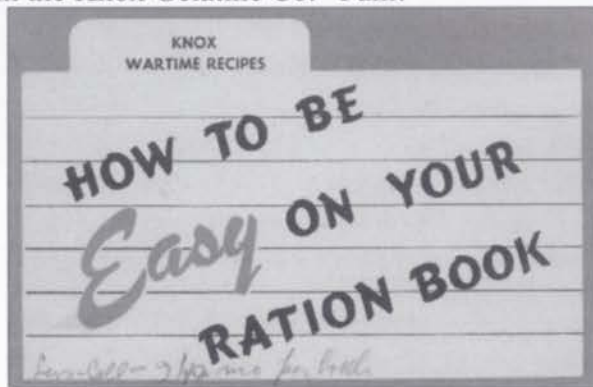 KNOX
WARTIME RECIPES
HOW TO BE
Easy ON YOUR
RATION BOOK